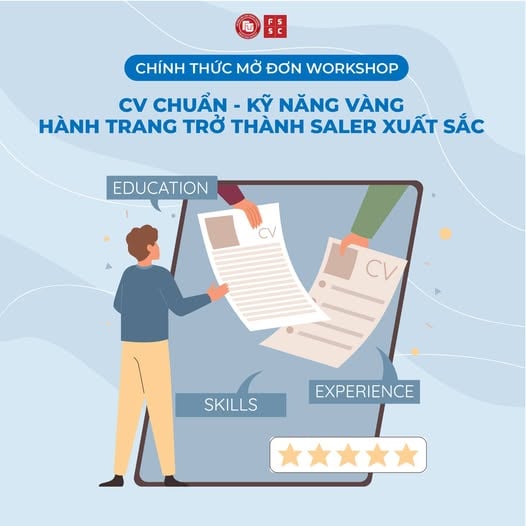 F S
S C
CHÍNH THỨC MỞ ĐƠN WORKSHOP
CV CHUẨN - KỸ NĂNG VÀNG
HÀNH TRANG TRỞ THÀNH SALER XUẤT SẮC
EDUCATION
CV
CV
EXPERIENCE
SKILLS